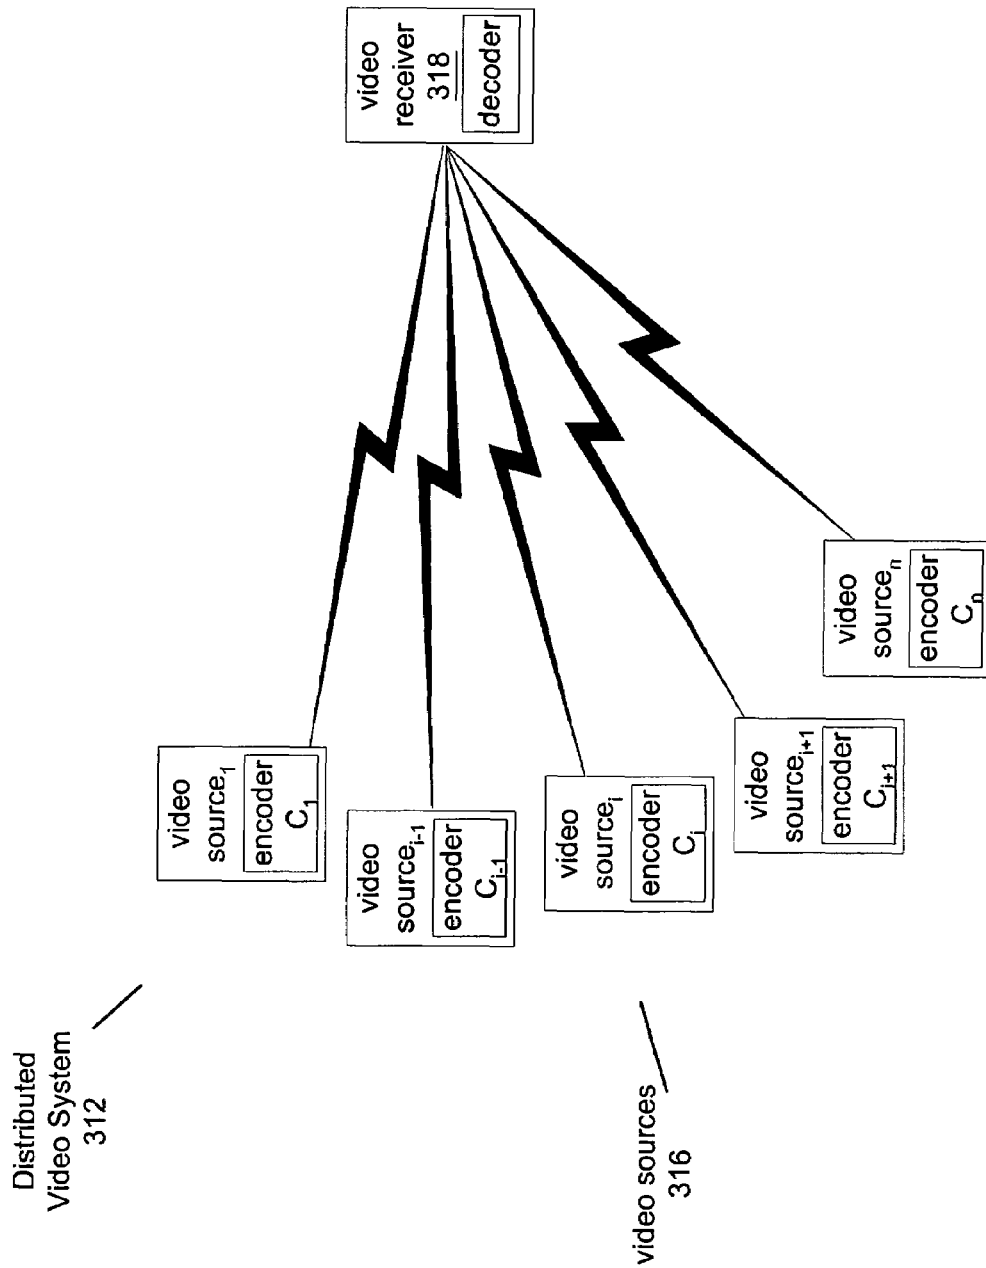 Distributed
Video System
312
video
source₁
encoder
C₁
video
sourceᵢ₋₁
encoder
Cᵢ₋₁
video
sourceᵢ
encoder
Cᵢ
video
sourceᵢ₊₁
encoder
Cᵢ₊₁
video
sourceₙ
encoder
Cₙ
video
receiver
318
decoder
video sources
316